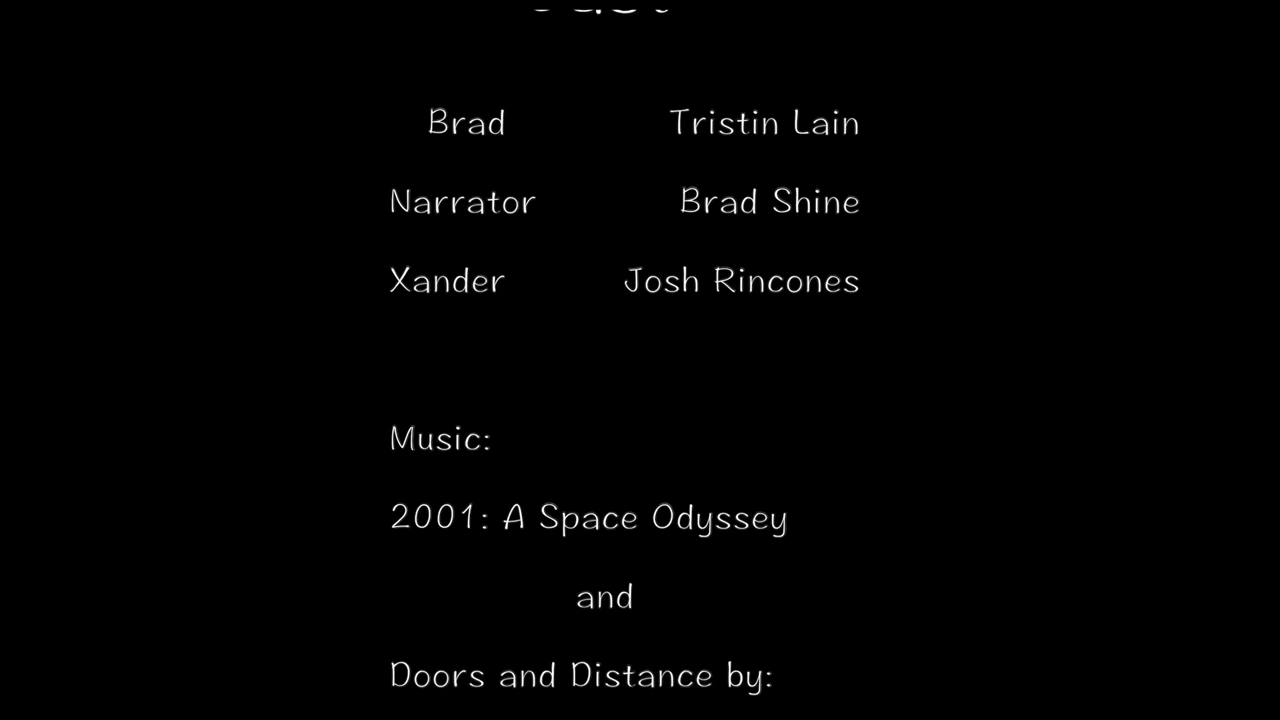 Brad Tristin Lain
Narrator Brad Shine
Xander Josh Rincones
Music:
2001: A Space Odyssey
and
Doors and Distance by: